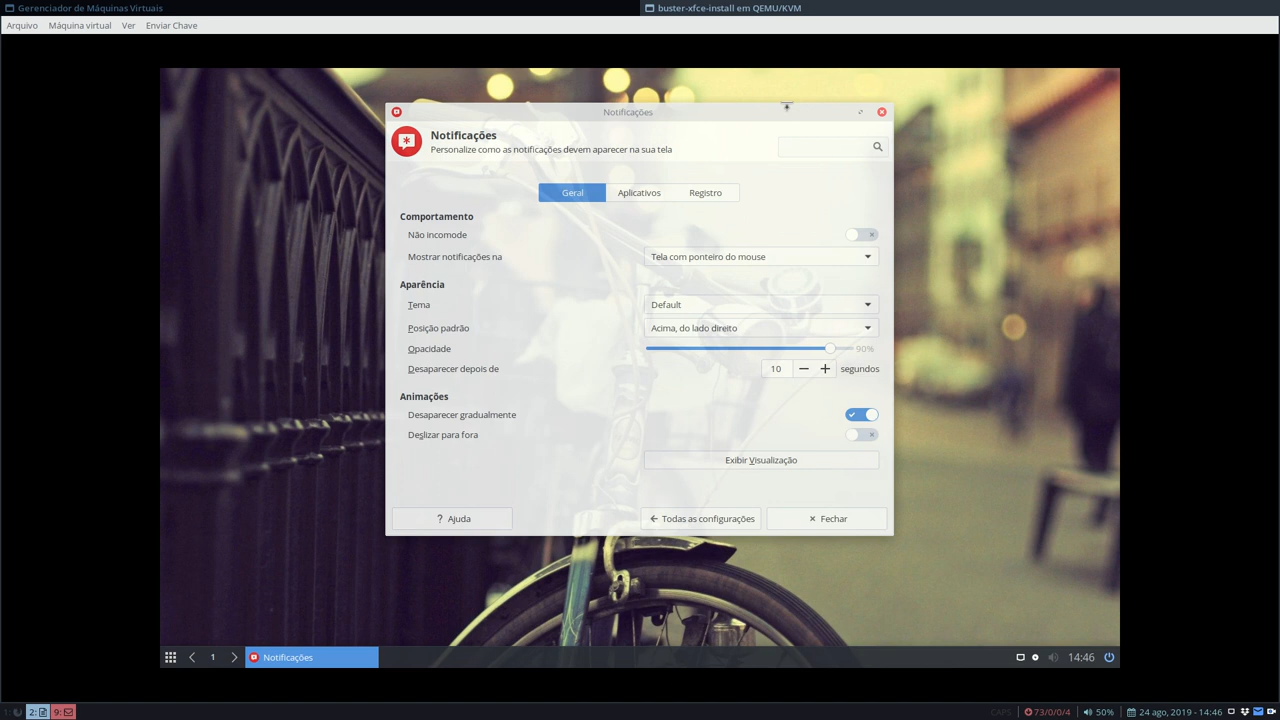 Gerenciador de Máquinas Virtuais
buster-xfce-install em QEMU/KVM
Arquivo Máquina virtual Ver Enviar Chave
Notificações
Notificações
Personalize como as notificações devem aparecer na sua tela
Geral Aplicativos Registro
Comportamento
Não incomode
Mostrar notificações na Tela com ponteiro do mouse
Aparência
Tema Default
Posição padrão Acima, do lado direito
Opacidade 90%
Desaparecer depois de 10 segundos
Animações
Desaparecer gradualmente
Deslizar para fora
Exibir Visualização
? Ajuda Todas as configurações Fechar
1 Notificações 14:46
1: 2: 9: CAPS 73/0/0/4 50% 24 ago, 2019 - 14:46